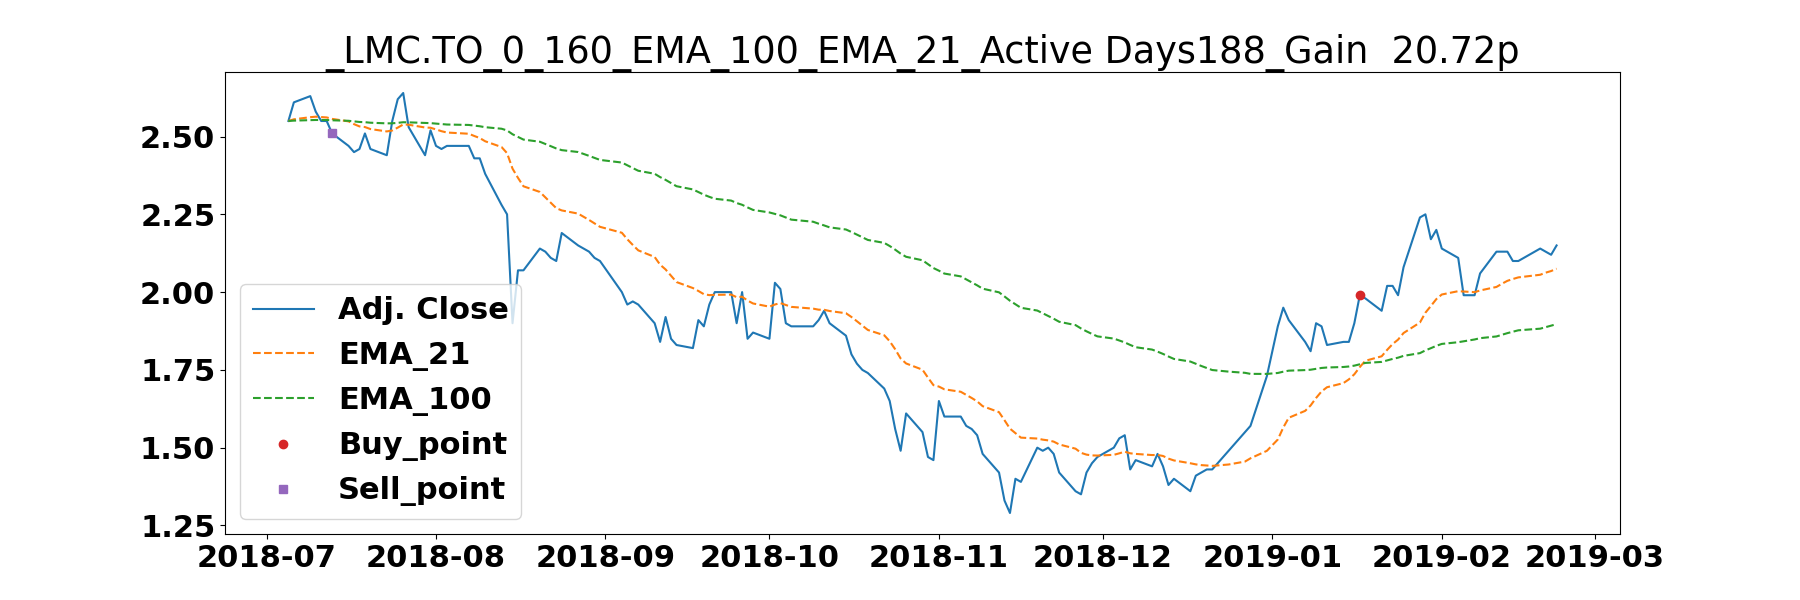 _LMC.TO_0_160_EMA_100_EMA_21_Active Days188_Gain  20.72p
2.50
2.25
2.00
1.75
1.50
1.25
Adj. Close
EMA_21
EMA_100
Buy_point
Sell_point
2018-07 2018-08 2018-09 2018-10 2018-11 2018-12 2019-01 2019-02 2019-03